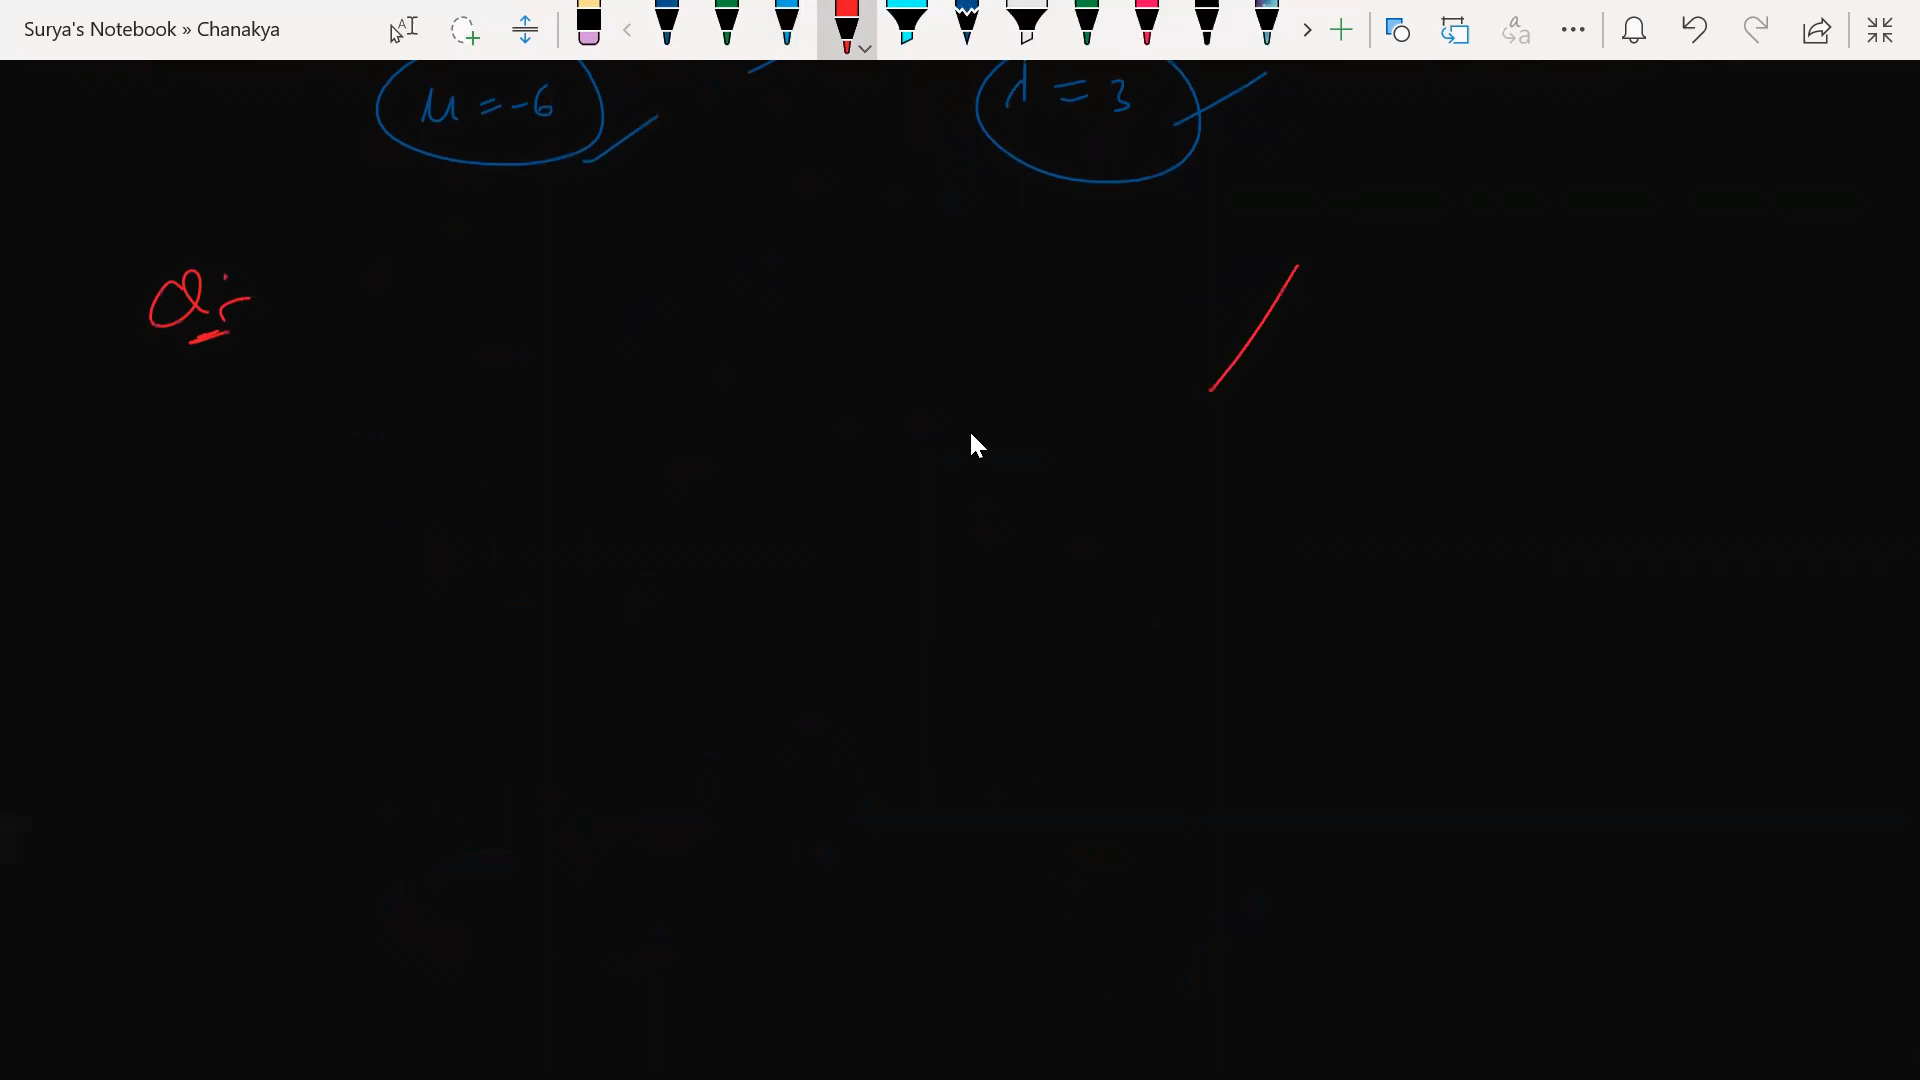 Surya's Notebook » Chanakya
μ = -6
λ = 3
Q:-